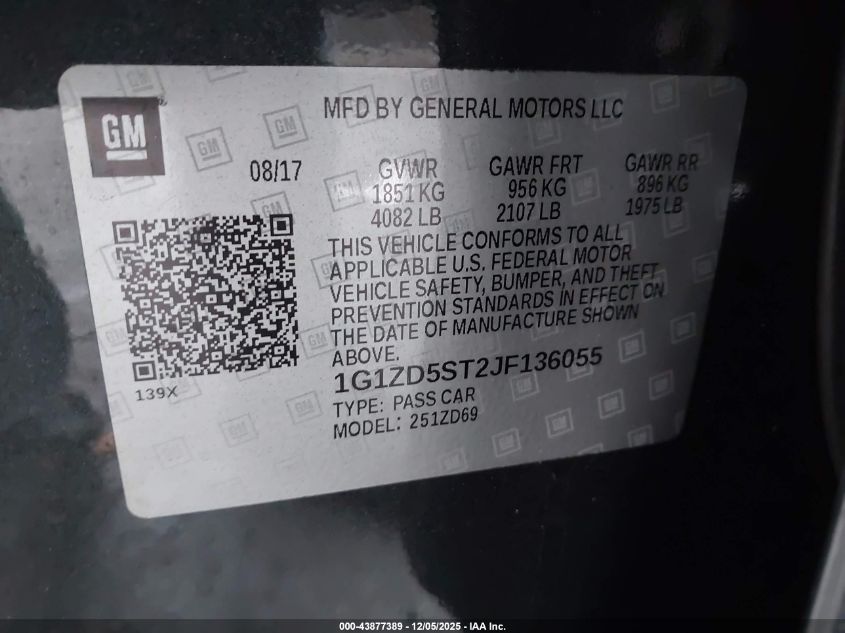 GM
MFD BY GENERAL MOTORS LLC
08/17
GVWR
1851 KG
4082 LB
GAWR FRT
956 KG
2107 LB
GAWR RR
896 KG
1975 LB
THIS VEHICLE CONFORMS TO ALL
APPLICABLE U.S. FEDERAL MOTOR
VEHICLE SAFETY, BUMPER, AND THEFT
PREVENTION STANDARDS IN EFFECT ON
THE DATE OF MANUFACTURE SHOWN
ABOVE.
1G1ZD5ST2JF136055
TYPE: PASS CAR
MODEL: 251ZD69
139X
000-43877389 - 12/05/2025 - IAA Inc.